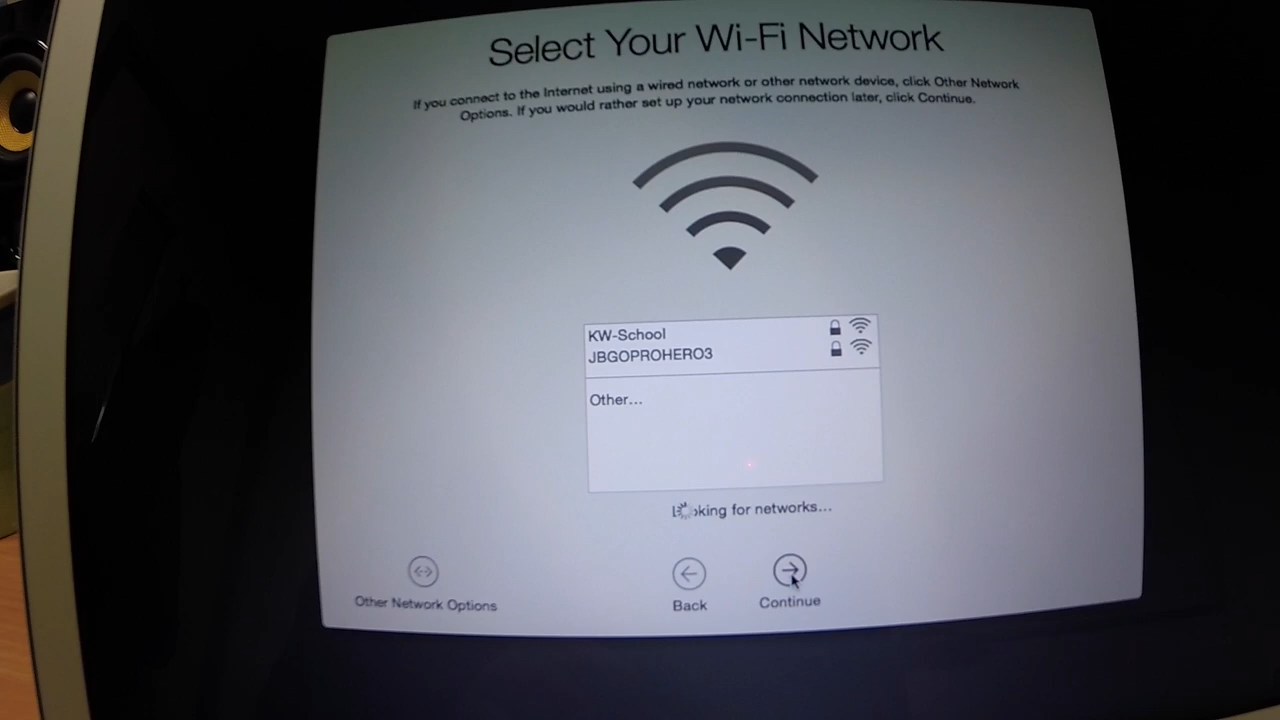 Select Your Wi-Fi Network
If you connect to the Internet using a wired network or other network device, click Other Network
Options. If you would rather set up your network connection later, click Continue.
KW-School
JBGOPROHERO3
Other...
Looking for networks...
Other Network Options
Back
Continue